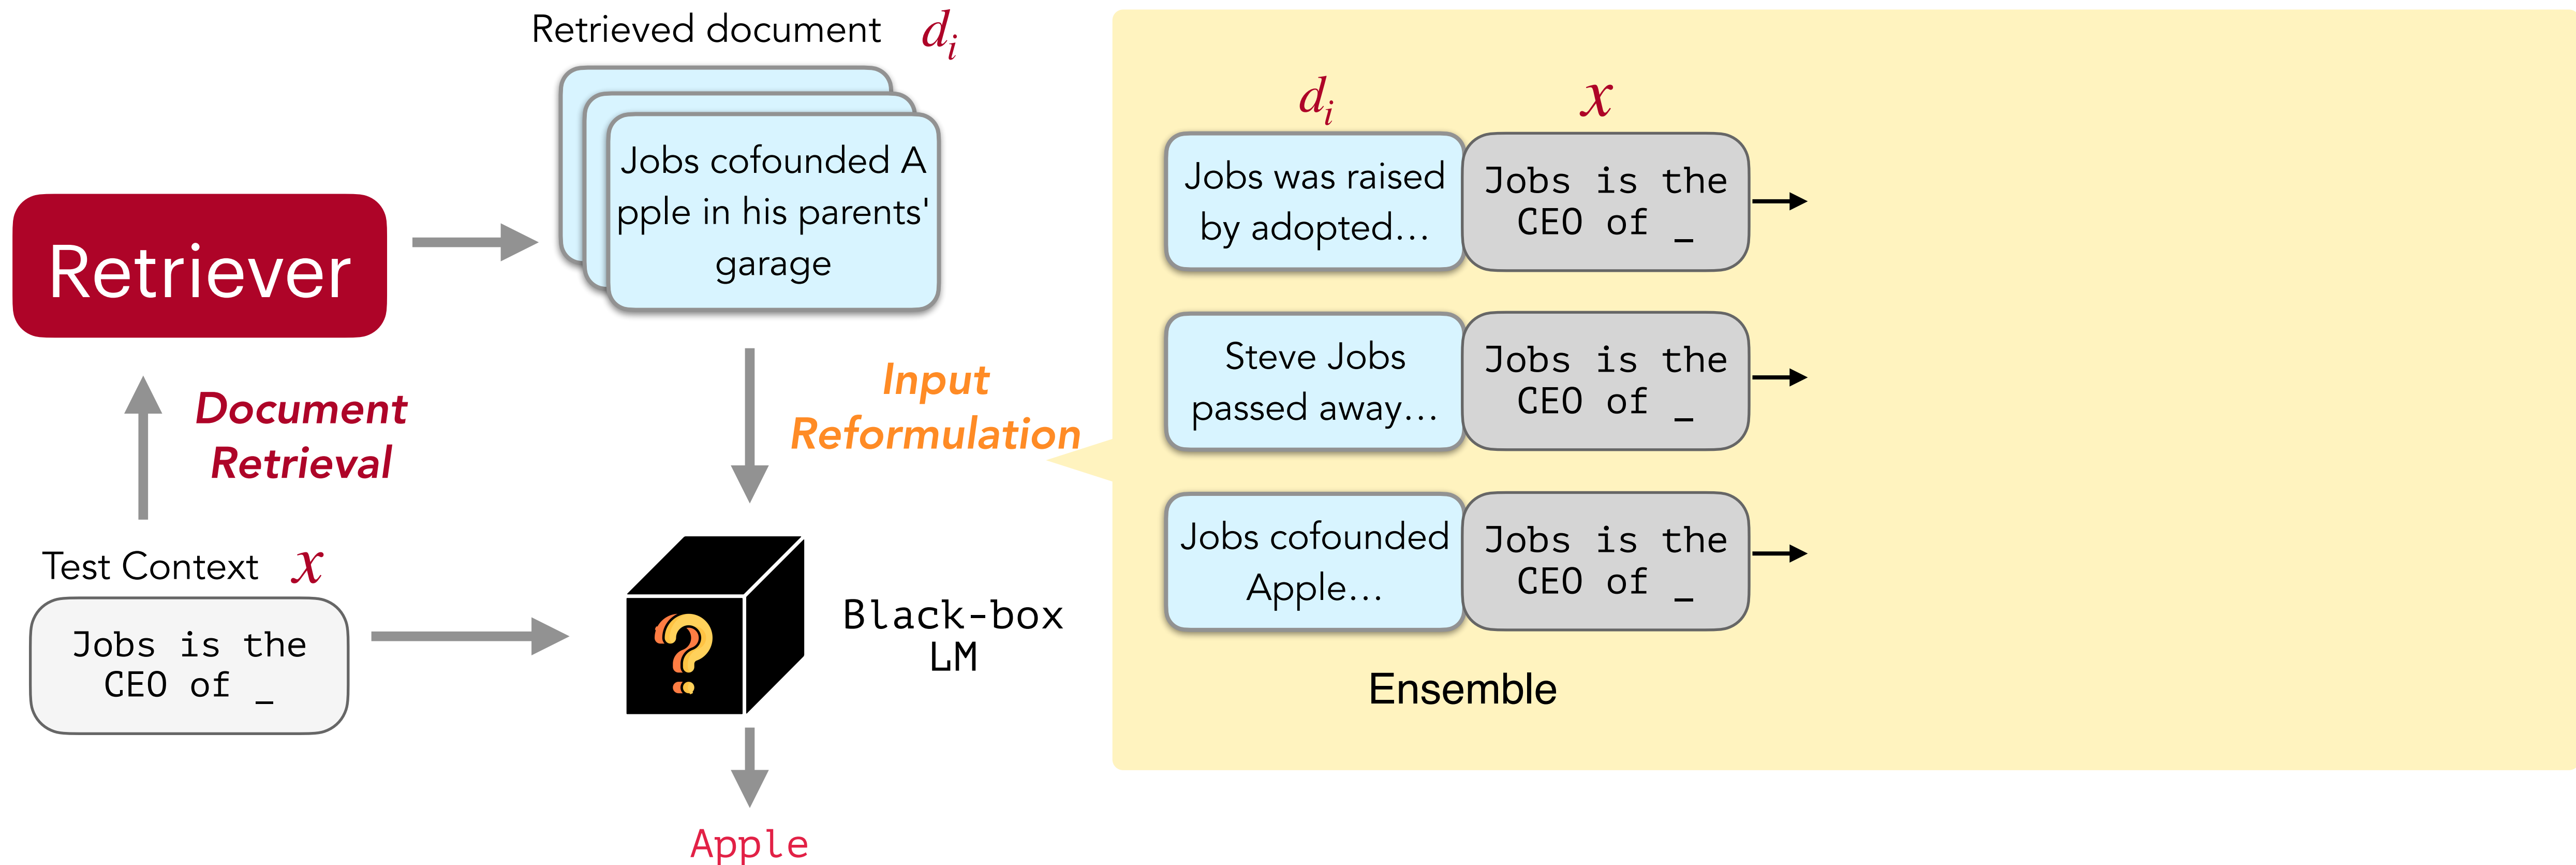 Retrieved document d_i
Jobs cofounded A
pple in his parents'
garage
Retriever
Document
Retrieval
Input
Reformulation
Test Context x
Jobs is the
CEO of _
?
Black-box
LM
Apple
d_i x
Jobs was raised
by adopted…
Jobs is the
CEO of _
Steve Jobs
passed away…
Jobs is the
CEO of _
Jobs cofounded
Apple…
Jobs is the
CEO of _
Ensemble